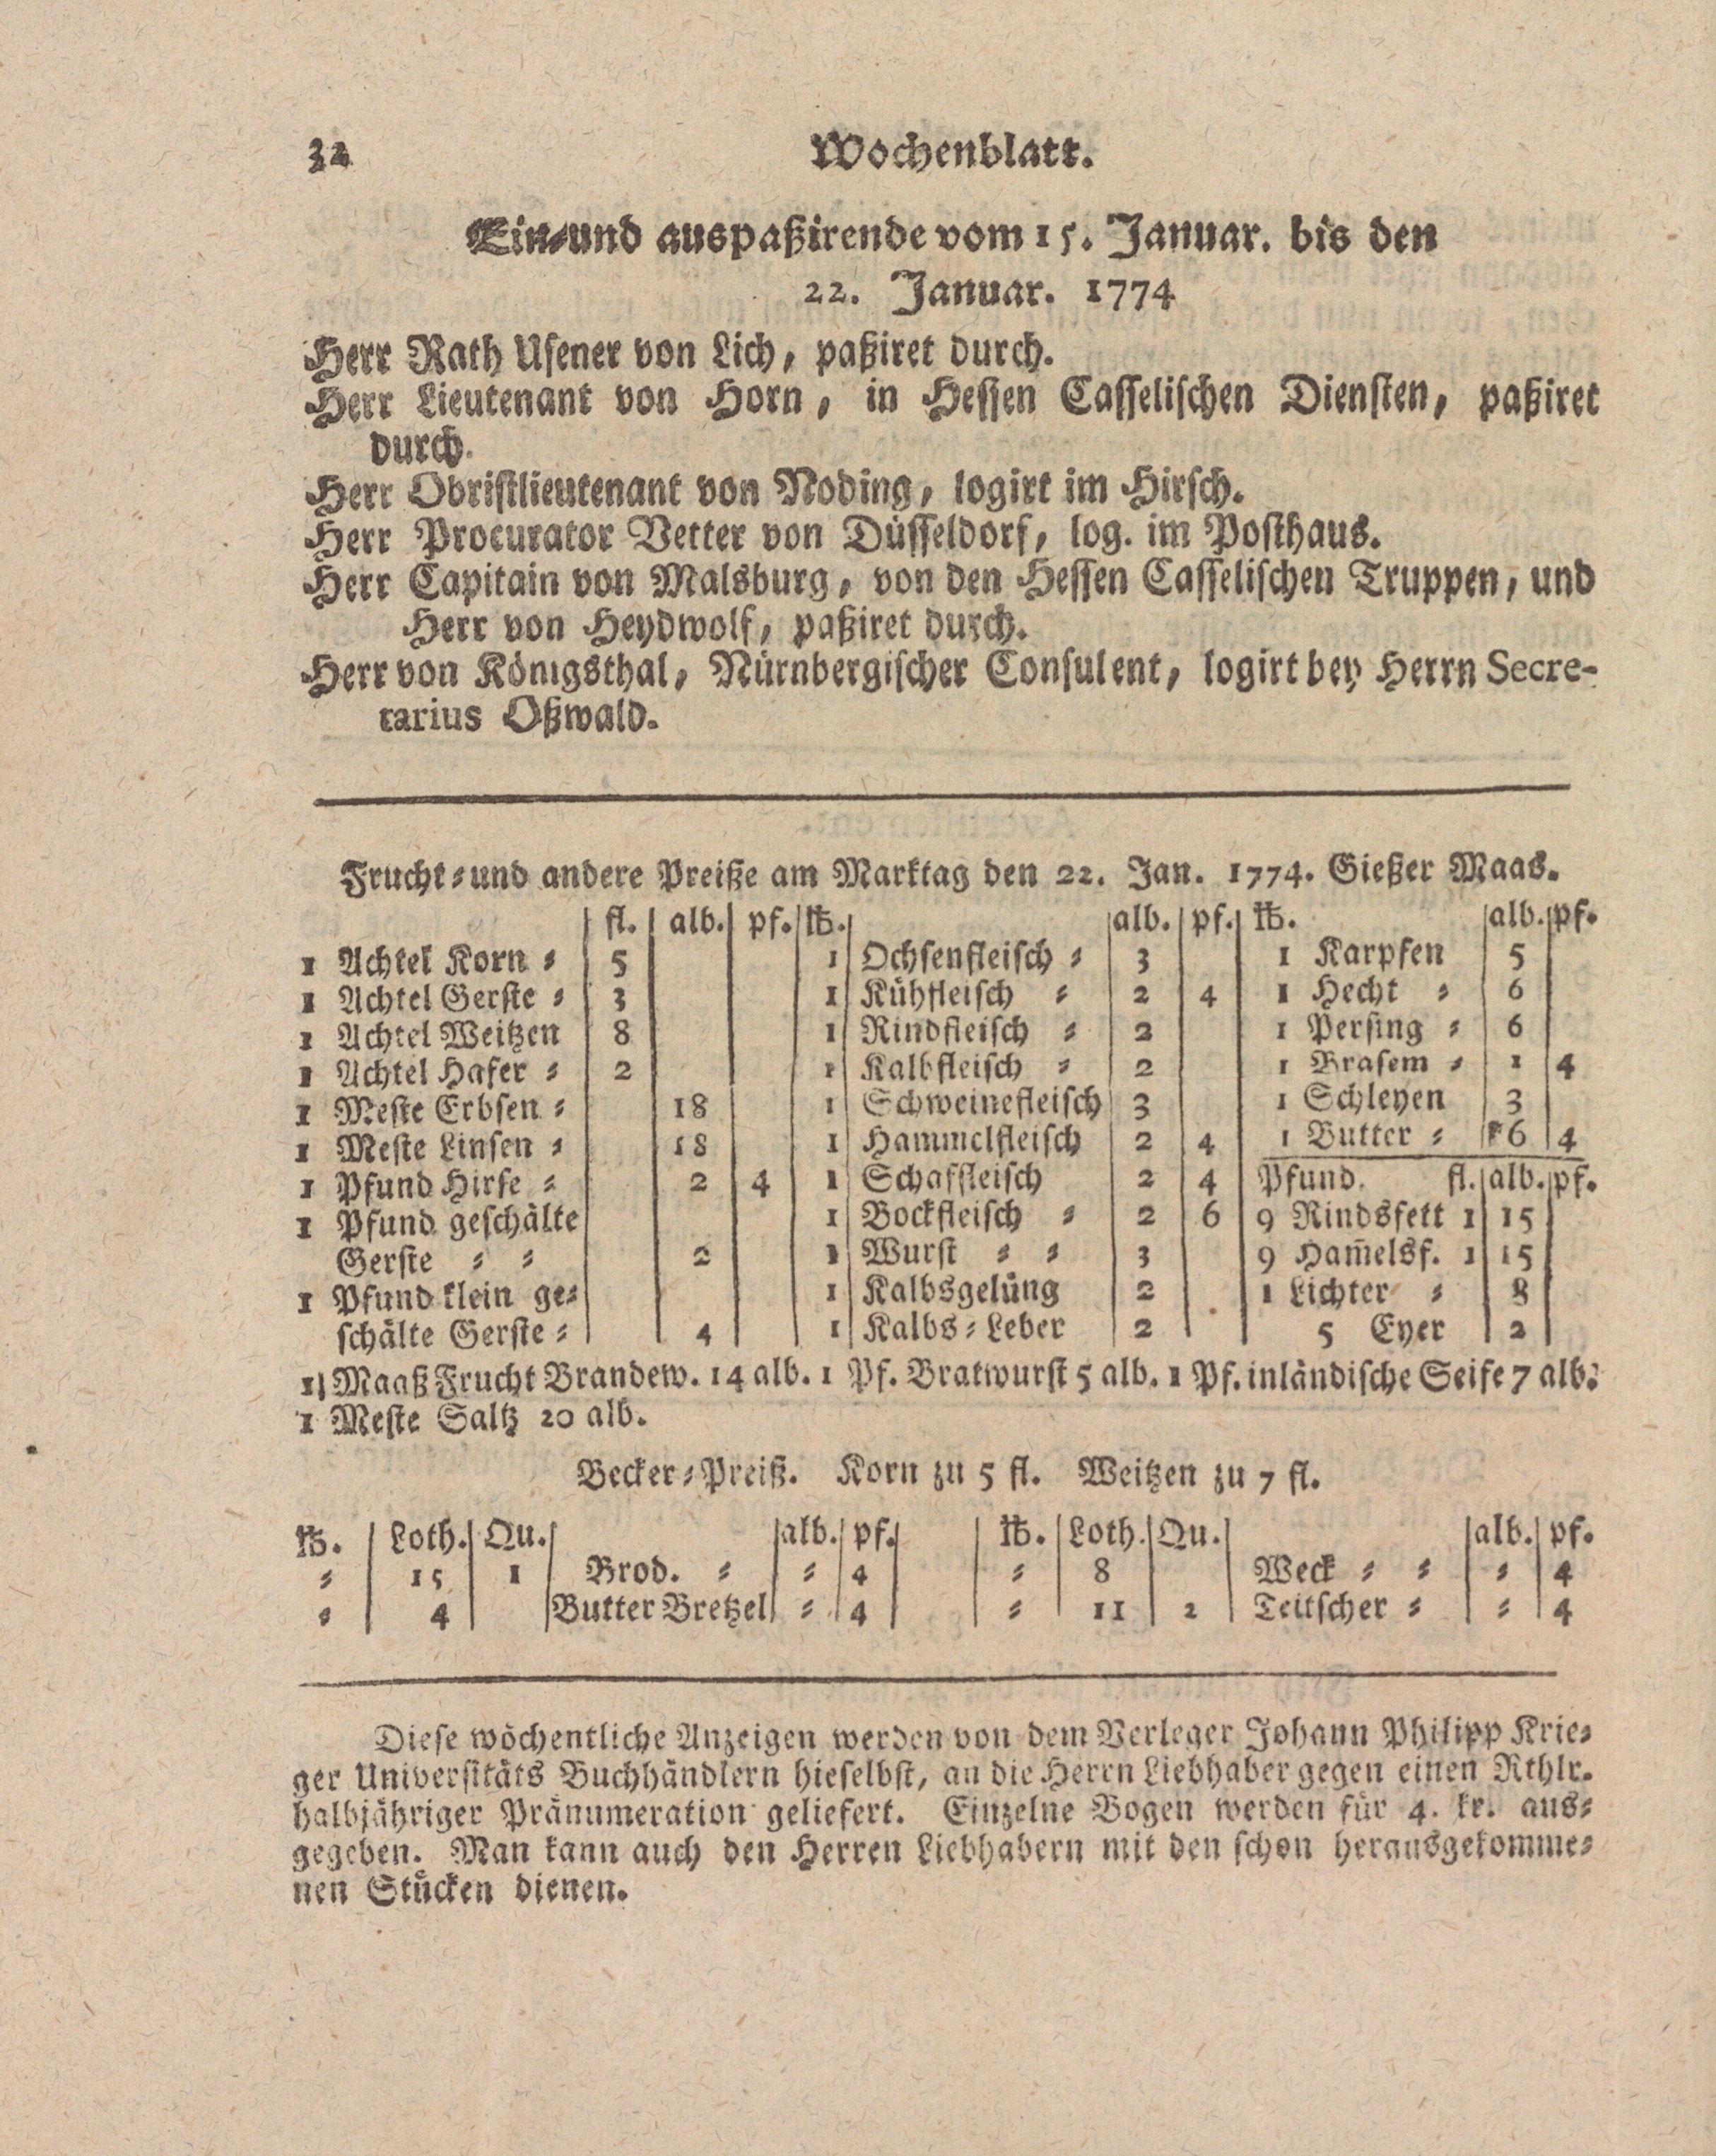 32 Wochenblatt.
Ein⸗und auspaßirende vom 15. Januar. bis den
22. Januar. 1774
Herr Rath Usener von Lich, paßiret durch.
Herr Lieutenant von Horn, in Hessen Casselischen Diensten, paßiret
durch.
Herr Obristlieutenant von Noding, logirt im Hirsch.
Herr Procurator Vetter von Düsseldorf, log. im Posthaus.
Herr Capitain von Malsburg, von den Hessen Casselischen Truppen, und
Herr von Heydwolf, paßiret durch.
Herr von Königsthal, Nürnbergischer Consulent, logirt bey Herrn Secre-
tarius Oßwald.
Frucht⸗und andere Preiße am Marktag den 22. Jan. 1774. Gießer Maas.
fl. alb. pf. ℔. alb. pf. ℔. alb. pf.
1 Achtel Korn ⸗ 5 1 Ochsenfleisch ⸗ 3 1 Karpfen 5
1 Achtel Gerste ⸗ 3 1 Kühfleisch ⸗ 2 4 1 Hecht ⸗ 6
1 Achtel Weitzen 8 1 Rindfleisch ⸗ 2 1 Persing ⸗ 6
1 Achtel Hafer ⸗ 2 1 Kalbfleisch ⸗ 2 1 Brasem ⸗ 1 4
1 Meste Erbsen ⸗ 18 1 Schweinefleisch 3 1 Schleyen 3
1 Meste Linsen ⸗ 18 1 Hammelfleisch 2 4 1 Butter ⸗ 6 4
1 Pfund Hirse ⸗ 2 4 1 Schaffleisch 2 4 Pfund. fl. alb. pf.
1 Pfund geschälte 1 Bockfleisch ⸗ 2 6 9 Rindsfett 1 15
Gerste ⸗ ⸗ 2 1 Wurst ⸗ ⸗ 3 9 Ham̄elsf. 1 15
1 Pfund klein ge⸗ 1 Kalbsgelüng 2 1 Lichter ⸗ 8
schälte Gerste ⸗ 4 1 Kalbs⸗Leber 2 5 Eyer 2
1 Maaß Frucht Brandew. 14 alb. 1 Pf. Bratwurst 5 alb. 1 Pf. inländische Seife 7 alb.
1 Meste Saltz 20 alb.
Becker⸗Preiß. Korn zu 5 fl. Weitzen zu 7 fl.
℔. Loth. Qu. alb. pf. ℔. Loth. Qu. alb. pf.
⸗ 15 1 Brod. ⸗ ⸗ 4 ⸗ 8 Weck ⸗ ⸗ ⸗ 4
⸗ 4 Butter Bretzel ⸗ 4 ⸗ 11 2 Teitscher ⸗ ⸗ 4
Diese wöchentliche Anzeigen werden von dem Verleger Johann Philipp Krie⸗
ger Universitäts Buchhändlern hieselbst, an die Herrn Liebhaber gegen einen Rthlr.
halbjähriger Pränumeration geliefert. Einzelne Bogen werden für 4. kr. aus⸗
gegeben. Man kann auch den Herren Liebhabern mit den schon herausgekomme⸗
nen Stücken dienen.